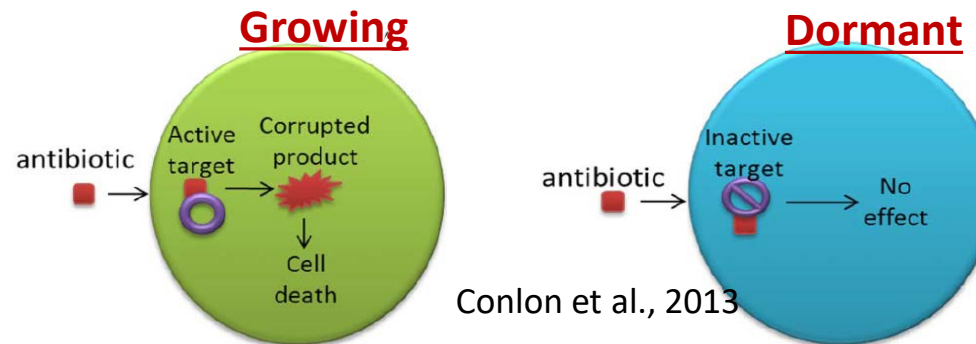 Growing
antibiotic
Active
target
Corrupted
product
Cell
death
Dormant
antibiotic
Inactive
target
No
effect
Conlon et al., 2013